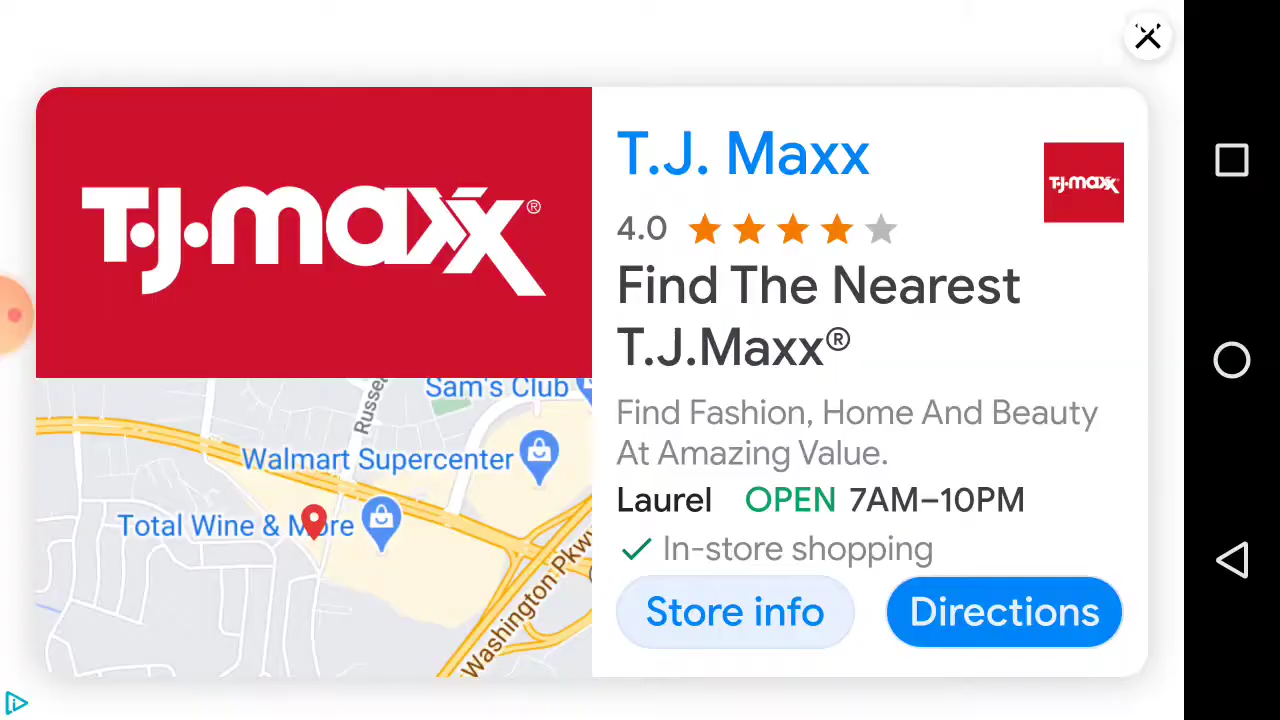 T.J.maxx®
Sam's Club
Russe
Walmart Supercenter
Total Wine & More
Washington Pkwy
T.J. Maxx
T.J.maxx
4.0
Find The Nearest
T.J.Maxx®
Find Fashion, Home And Beauty
At Amazing Value.
Laurel OPEN 7AM–10PM
In-store shopping
Store info
Directions